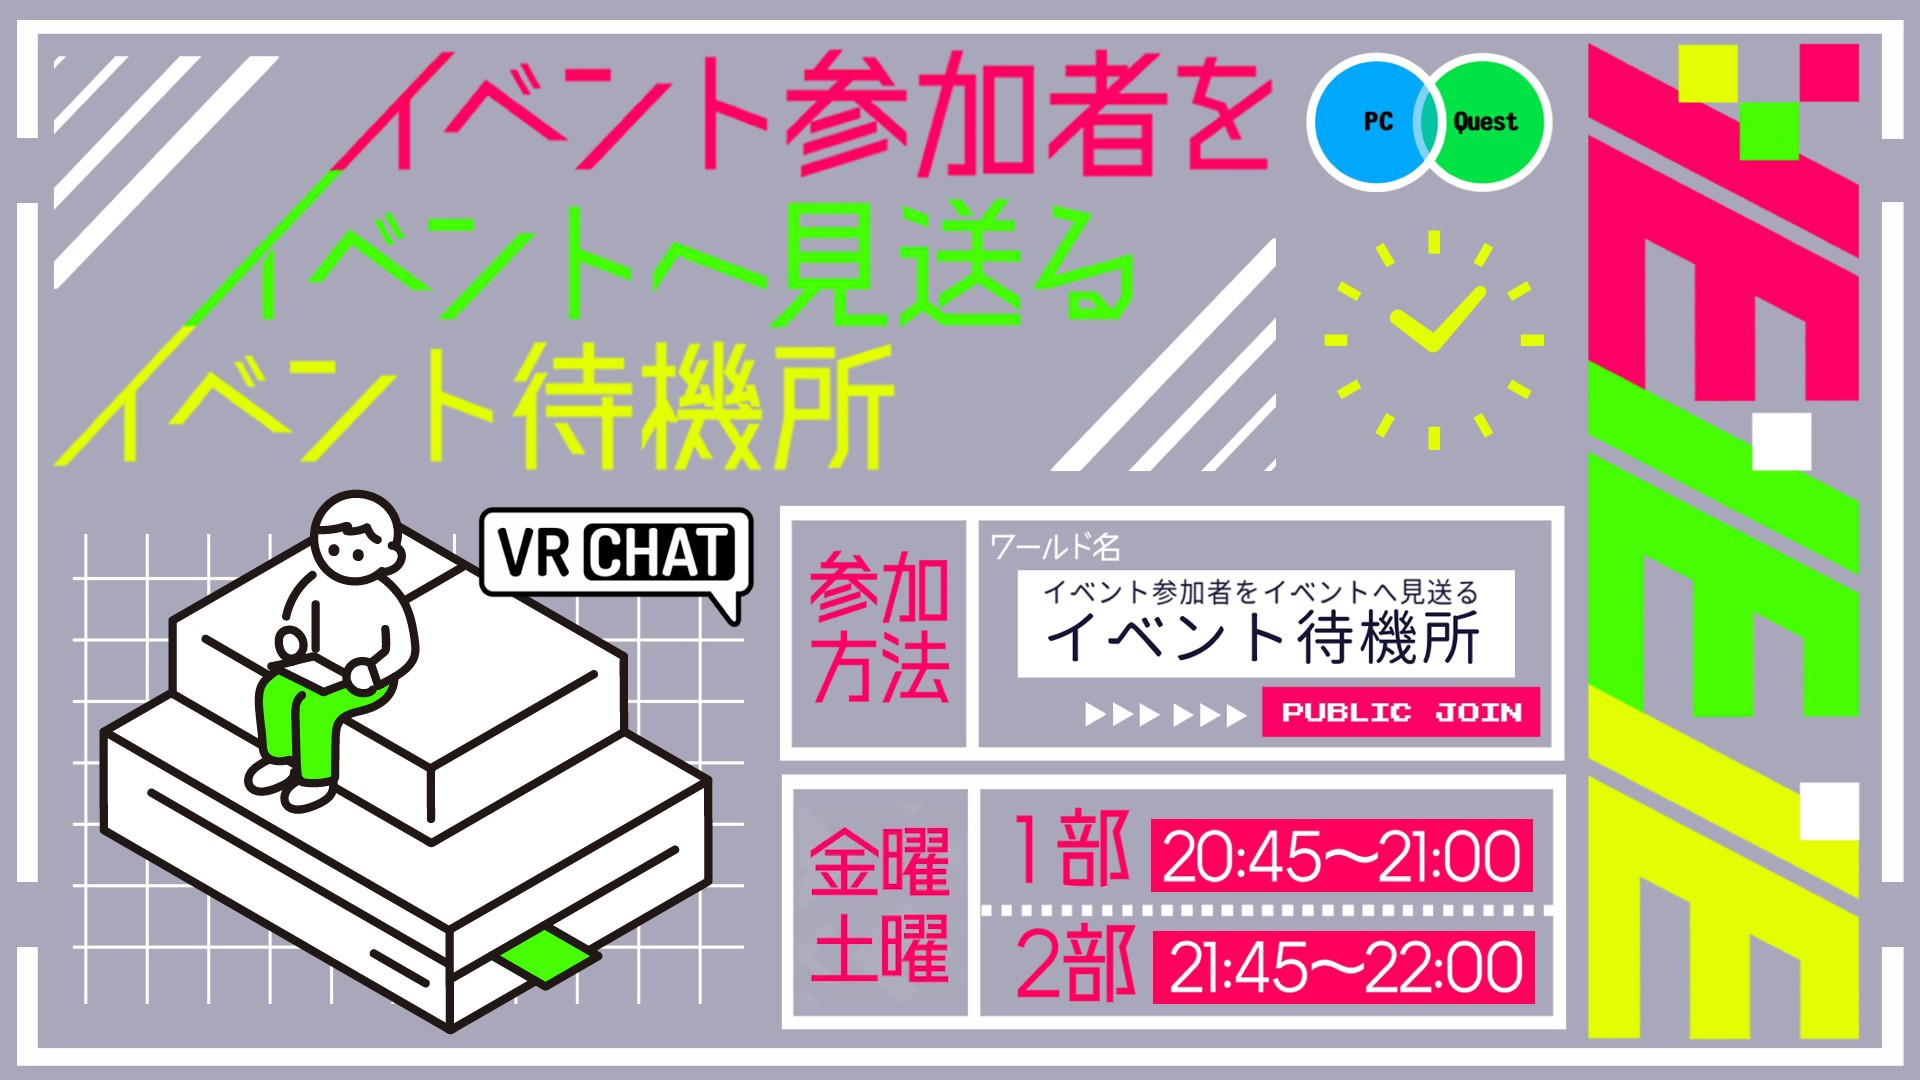 イベント参加者を
イベントへ見送る
イベント待機所
PC
Quest
VR CHAT
参加
方法
ワールド名
イベント参加者をイベントへ見送る
イベント待機所
PUBLIC JOIN
金曜
土曜
1部 20:45〜21:00
2部 21:45〜22:00